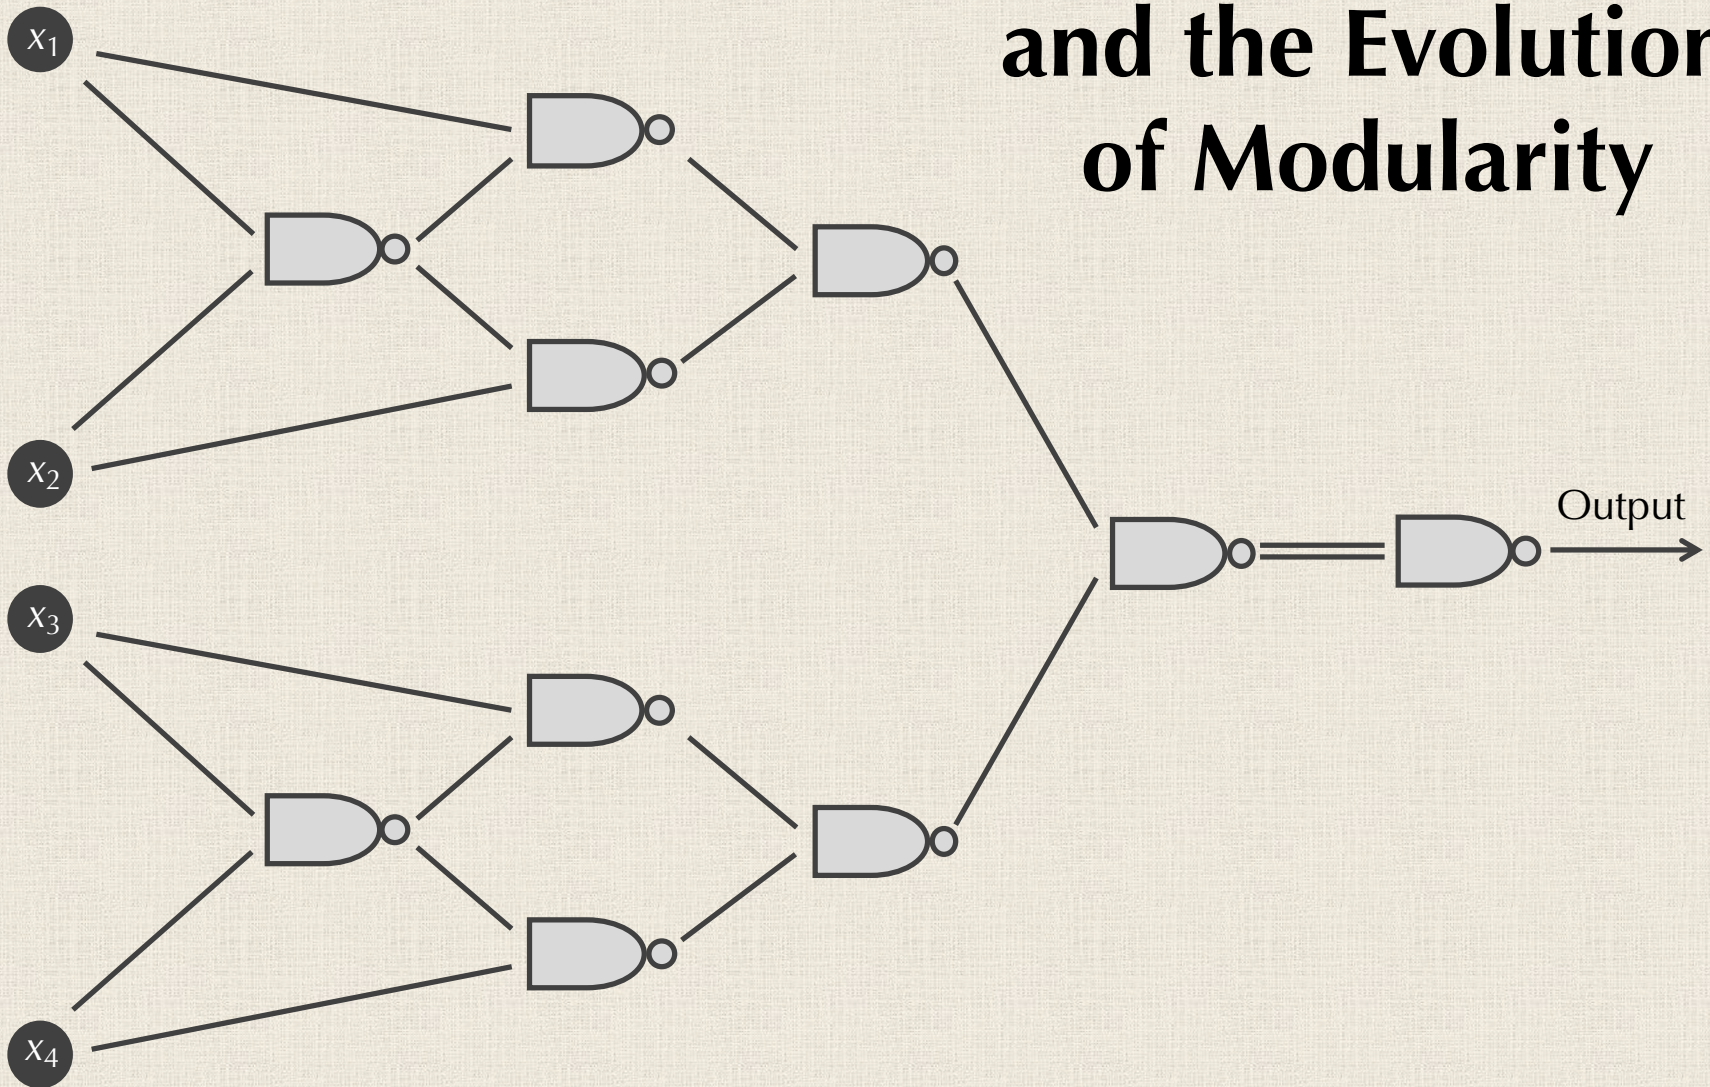 and the Evolution
of Modularity
x1
x2
Output
x3
x4